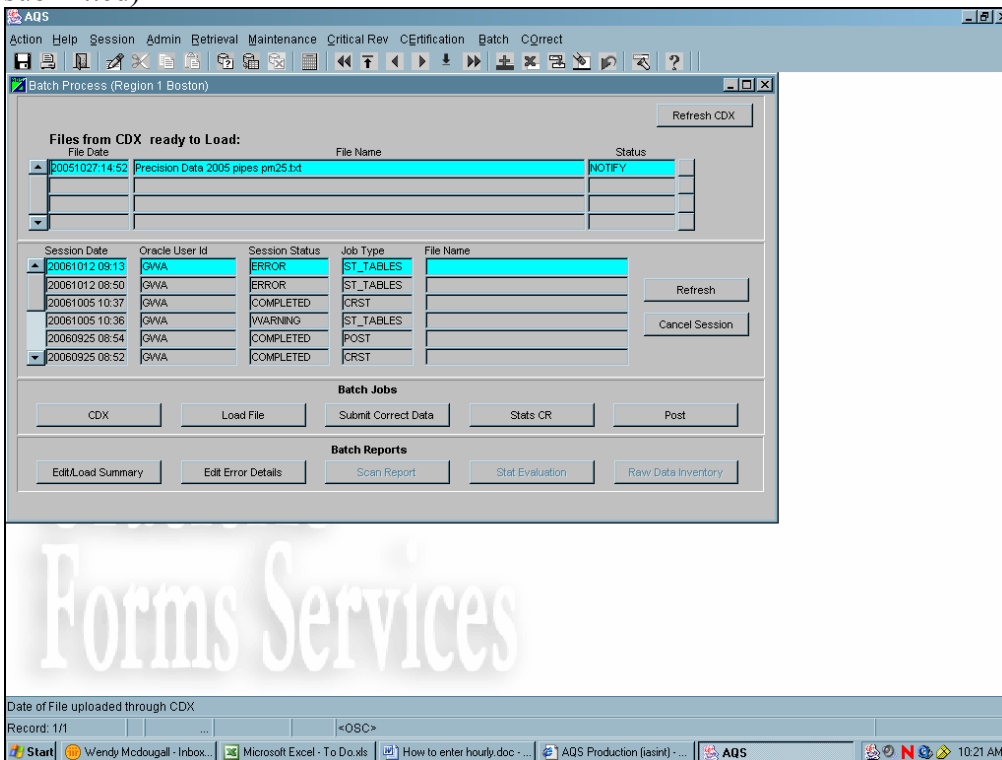 submitted)
AQS
Action Help Session Admin Retrieval Maintenance Critical Rev CErtification Batch COrrect
Batch Process (Region 1 Boston)
Refresh CDX
Files from CDX ready to Load:
File Date File Name Status
20051027:14:52 Precision Data 2005 pipes pm25.txt NOTIFY
Session Date Oracle User Id Session Status Job Type File Name
20061012 09:13 GWA ERROR ST_TABLES
20061012 08:50 GWA ERROR ST_TABLES
Refresh
20061005 10:37 GWA COMPLETED CRST
20061005 10:36 GWA WARNING ST_TABLES
Cancel Session
20060925 08:54 GWA COMPLETED POST
20060925 08:52 GWA COMPLETED CRST
Batch Jobs
CDX Load File Submit Correct Data Stats CR Post
Batch Reports
Edit/Load Summary Edit Error Details Scan Report Stat Evaluation Raw Data Inventory
Forms Services
Date of File uploaded through CDX
Record: 1/1 ... <OSC>
Start Wendy Mcdougall - Inbox... Microsoft Excel - To Do.xls How to enter hourly.doc - ... AQS Production (iasint) - ... AQS 10:21 AM